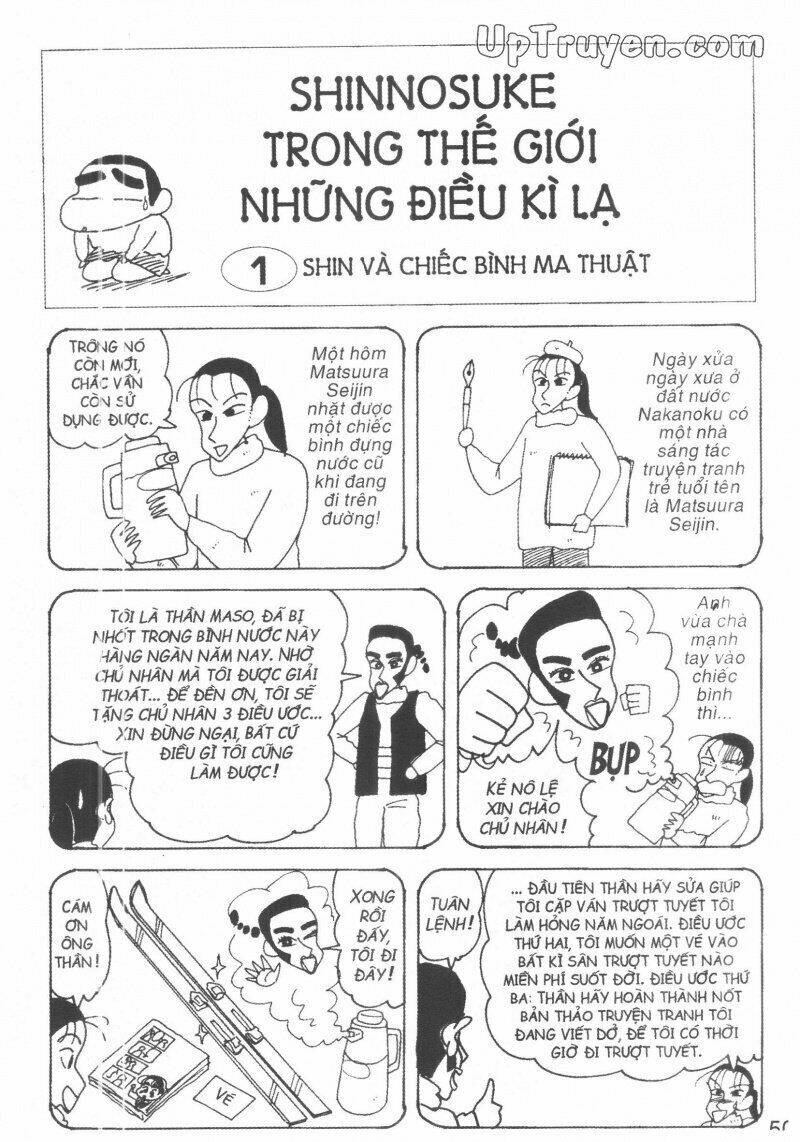 UpTruyen.com
SHINNOSUKE
TRONG THẾ GIỚI
NHỮNG ĐIỀU KÌ LẠ
1 SHIN VÀ CHIẾC BÌNH MA THUẬT
Ngày xửa
ngày xưa ở
đất nước
Nakanoku có
một nhà
sáng tác
truyện tranh
trẻ tuổi tên
là Matsuura
Seijin.
Một hôm
Matsuura
Seijin
nhặt được
một chiếc
bình đựng
nước cũ
khi đang
đi trên
đường!
TRÔNG NÓ
CÒN MỚI,
CHẮC VẪN
CÒN SỬ
DỤNG ĐƯỢC.
Anh
vừa chà
mạnh
tay vào
chiếc
bình
thì...
BỤP
KẺ NÔ LỆ
XIN CHÀO
CHỦ NHÂN!
TÔI LÀ THẦN MASO, ĐÃ BỊ
NHỐT TRONG BÌNH NƯỚC NÀY
HÀNG NGÀN NĂM NAY. NHỜ
CHỦ NHÂN MÀ TÔI ĐƯỢC GIẢI
THOÁT... ĐỂ ĐỀN ƠN, TÔI SẼ
TẶNG CHỦ NHÂN 3 ĐIỀU ƯỚC...
XIN ĐỪNG NGẠI, BẤT CỨ
ĐIỀU GÌ TÔI CŨNG
LÀM ĐƯỢC!
... ĐẦU TIÊN THẦN HÃY SỬA GIÚP
TÔI CẶP VÁN TRƯỢT TUYẾT TÔI
LÀM HỎNG NĂM NGOÁI. ĐIỀU ƯỚC
THỨ HAI, TÔI MUỐN MỘT VÉ VÀO
BẤT KÌ SÂN TRƯỢT TUYẾT NÀO
MIỄN PHÍ SUỐT ĐỜI. ĐIỀU ƯỚC THỨ
BA: THẦN HÃY HOÀN THÀNH NỐT
BẢN THẢO TRUYỆN TRANH TÔI
ĐANG VIẾT DỞ, ĐỂ TÔI CÓ THỜI
GIỜ ĐI TRƯỢT TUYẾT.
TUÂN
LỆNH!
XONG
RỒI
ĐẤY,
TÔI ĐI
ĐÂY!
CÁM
ƠN
ÔNG
THẦN!
VÉ